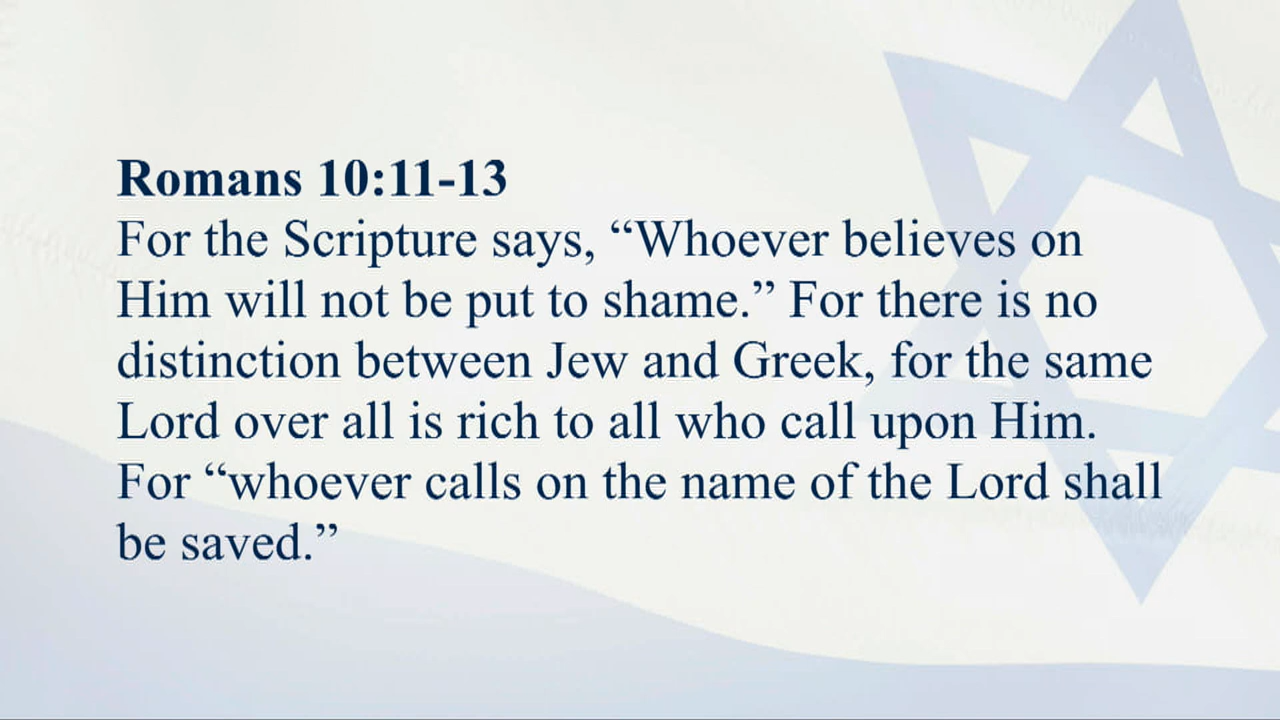 Romans 10:11-13
For the Scripture says, “Whoever believes on
Him will not be put to shame.” For there is no
distinction between Jew and Greek, for the same
Lord over all is rich to all who call upon Him.
For “whoever calls on the name of the Lord shall
be saved.”